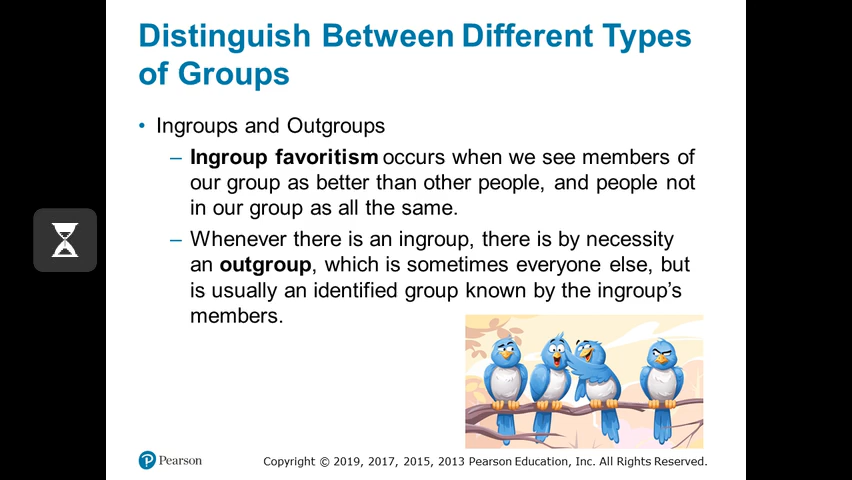 Distinguish Between Different Types
of Groups
• Ingroups and Outgroups
– Ingroup favoritism occurs when we see members of
our group as better than other people, and people not
in our group as all the same.
– Whenever there is an ingroup, there is by necessity
an outgroup, which is sometimes everyone else, but
is usually an identified group known by the ingroup's
members.
Pearson
Copyright © 2019, 2017, 2015, 2013 Pearson Education, Inc. All Rights Reserved.